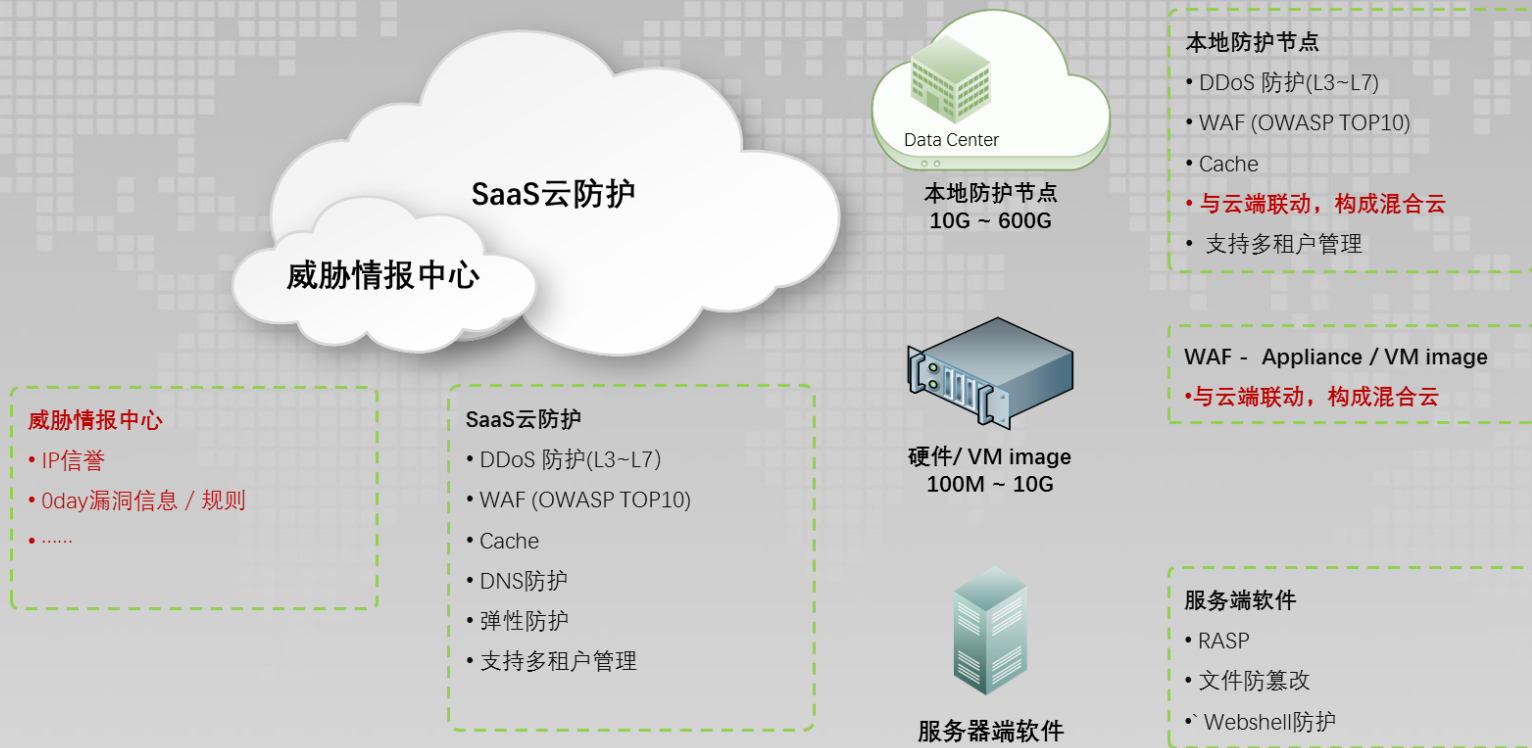 SaaS云防护
威胁情报中心
威胁情报中心
• IP信誉
• 0day漏洞信息 / 规则
• ……
SaaS云防护
• DDoS 防护(L3~L7）
• WAF (OWASP TOP10)
• Cache
• DNS防护
• 弹性防护
• 支持多租户管理
Data Center
本地防护节点
10G ~ 600G
硬件/ VM image
100M ~ 10G
服务器端软件
本地防护节点
• DDoS 防护(L3~L7)
• WAF (OWASP TOP10)
• Cache
• 与云端联动，构成混合云
• 支持多租户管理
WAF - Appliance / VM image
•与云端联动，构成混合云
服务端软件
• RASP
• 文件防篡改
•` Webshell防护